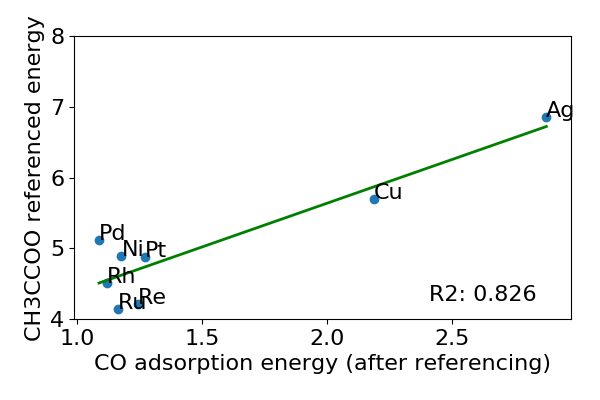 CH3CCOO referenced energy
8
7
6
5
4
Ag
Cu
Pd
Ni
Pt
Rh
Ru
Re
R2: 0.826
1.0
1.5
2.0
2.5
CO adsorption energy (after referencing)